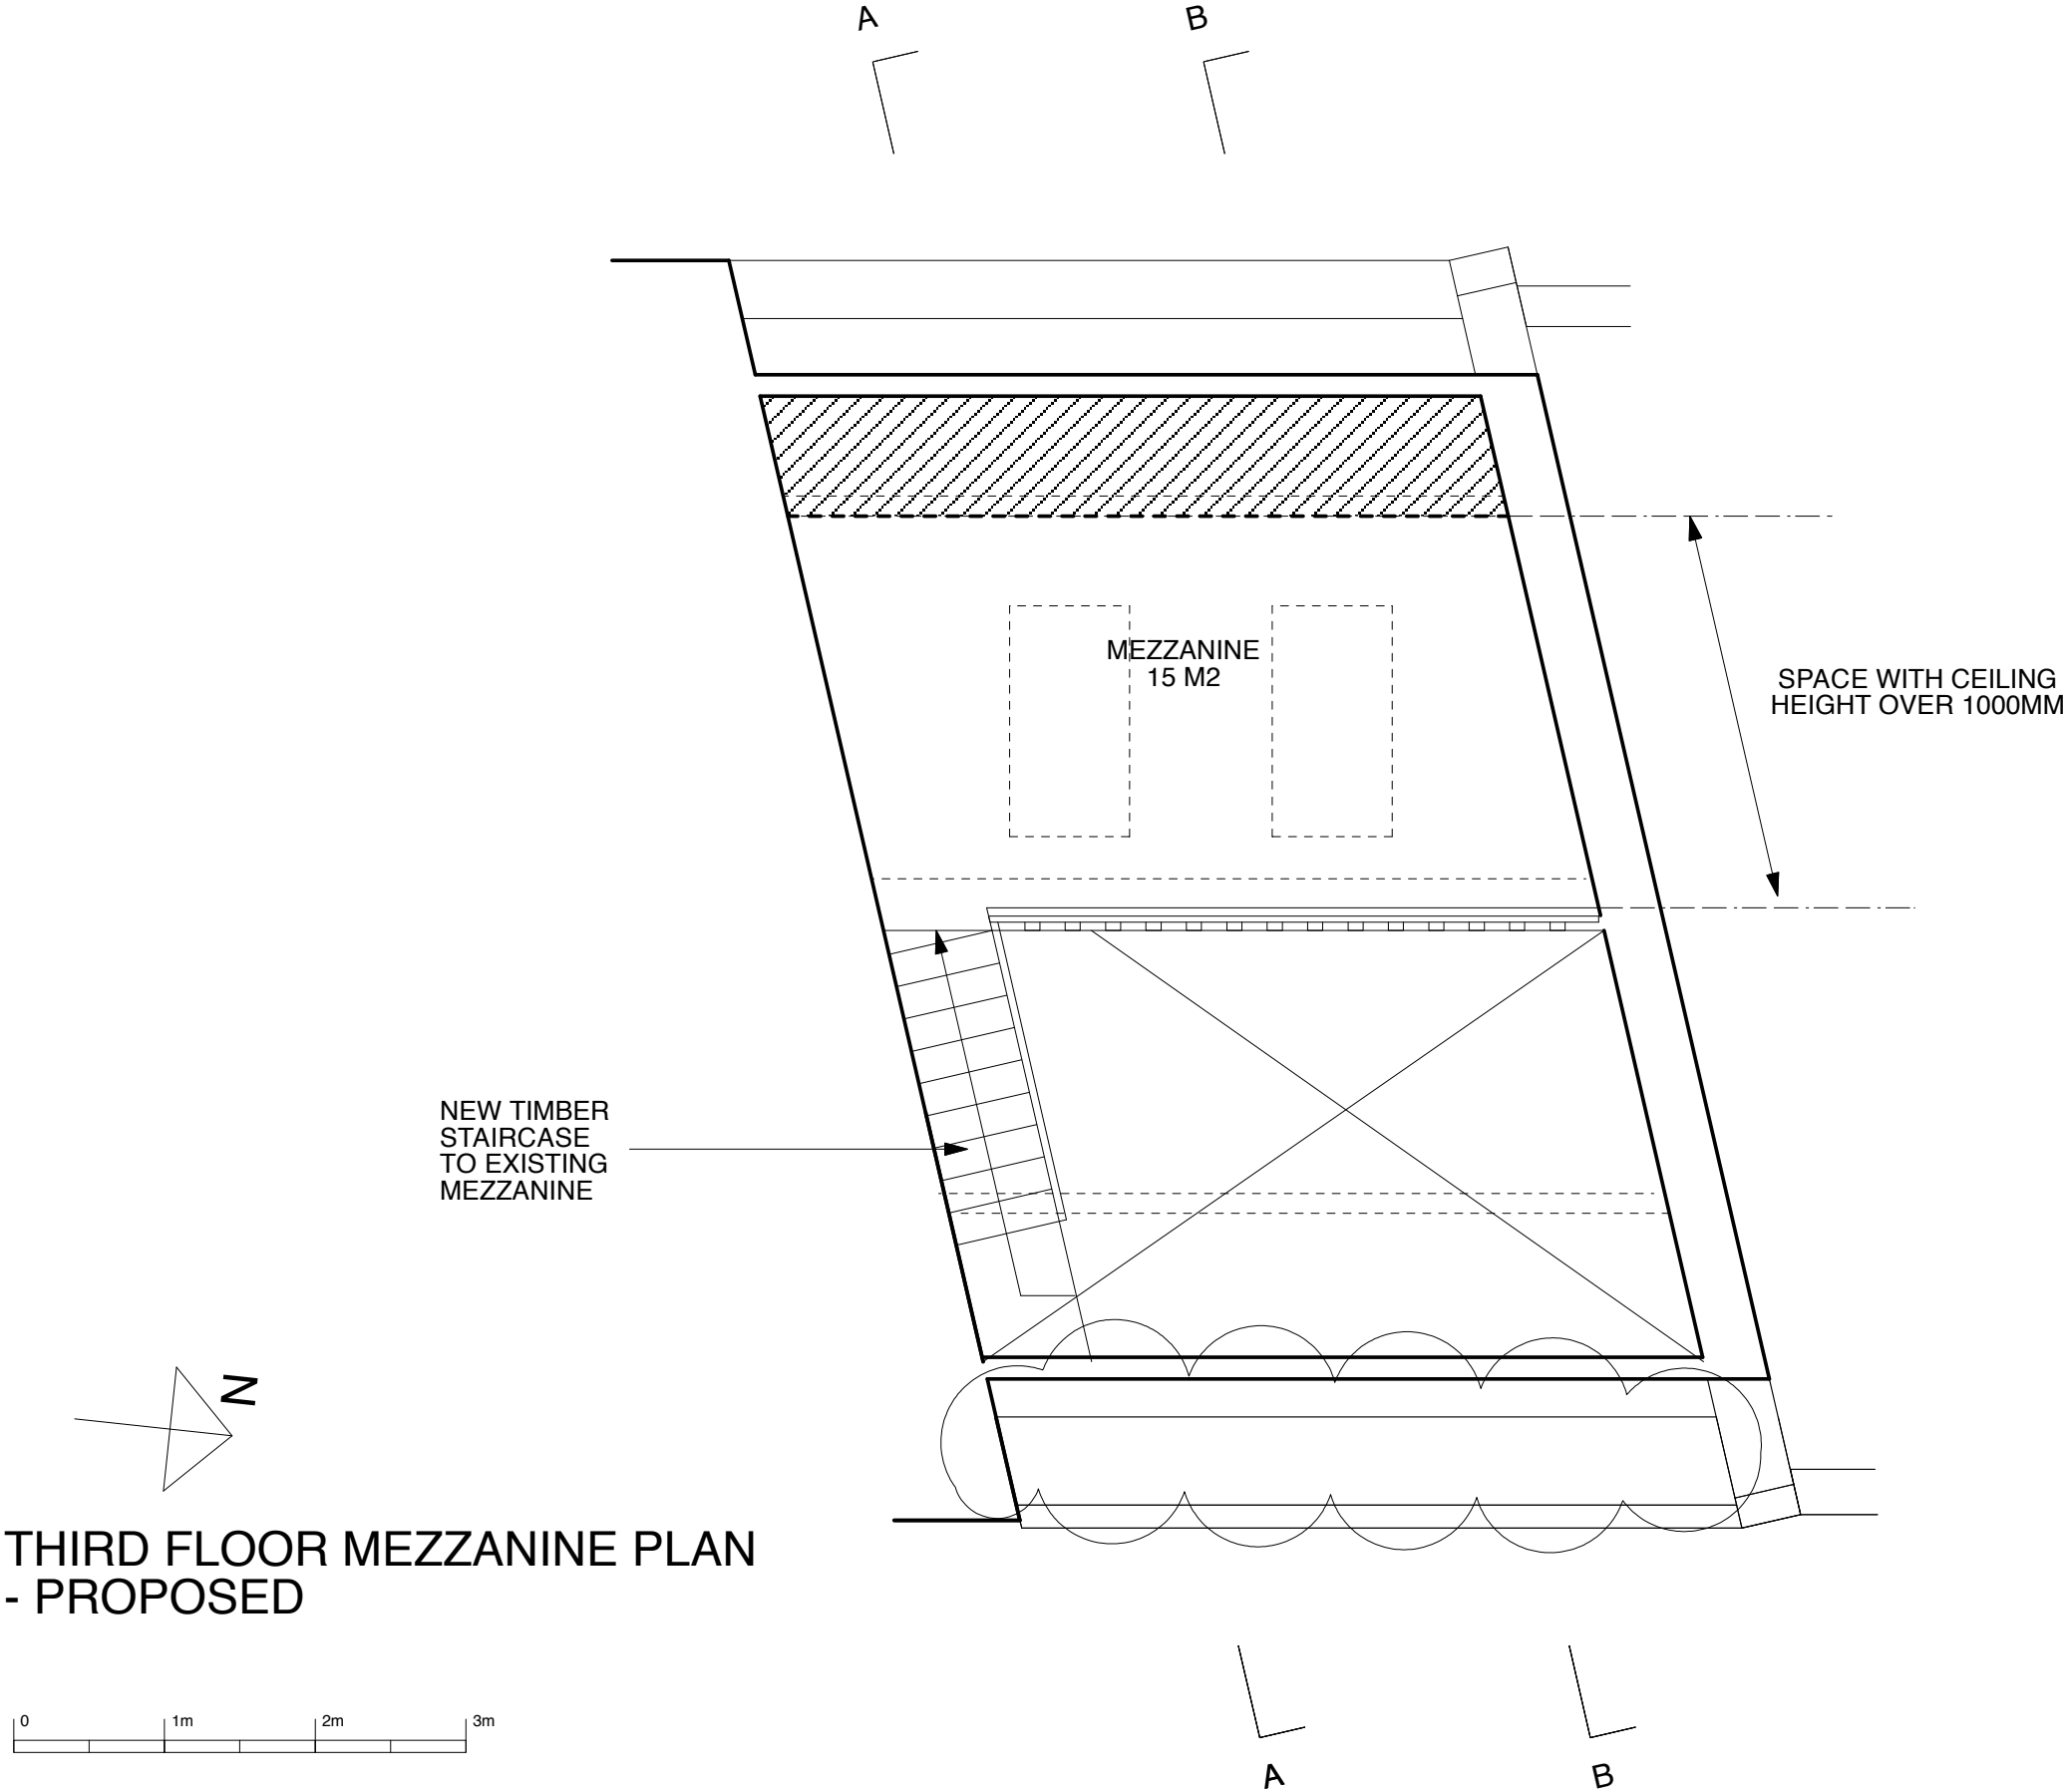 A
B
MEZZANINE
15 M2
SPACE WITH CEILING
HEIGHT OVER 1000MM
NEW TIMBER
STAIRCASE
TO EXISTING
MEZZANINE
N
THIRD FLOOR MEZZANINE PLAN
- PROPOSED
0 1m 2m 3m
A
B